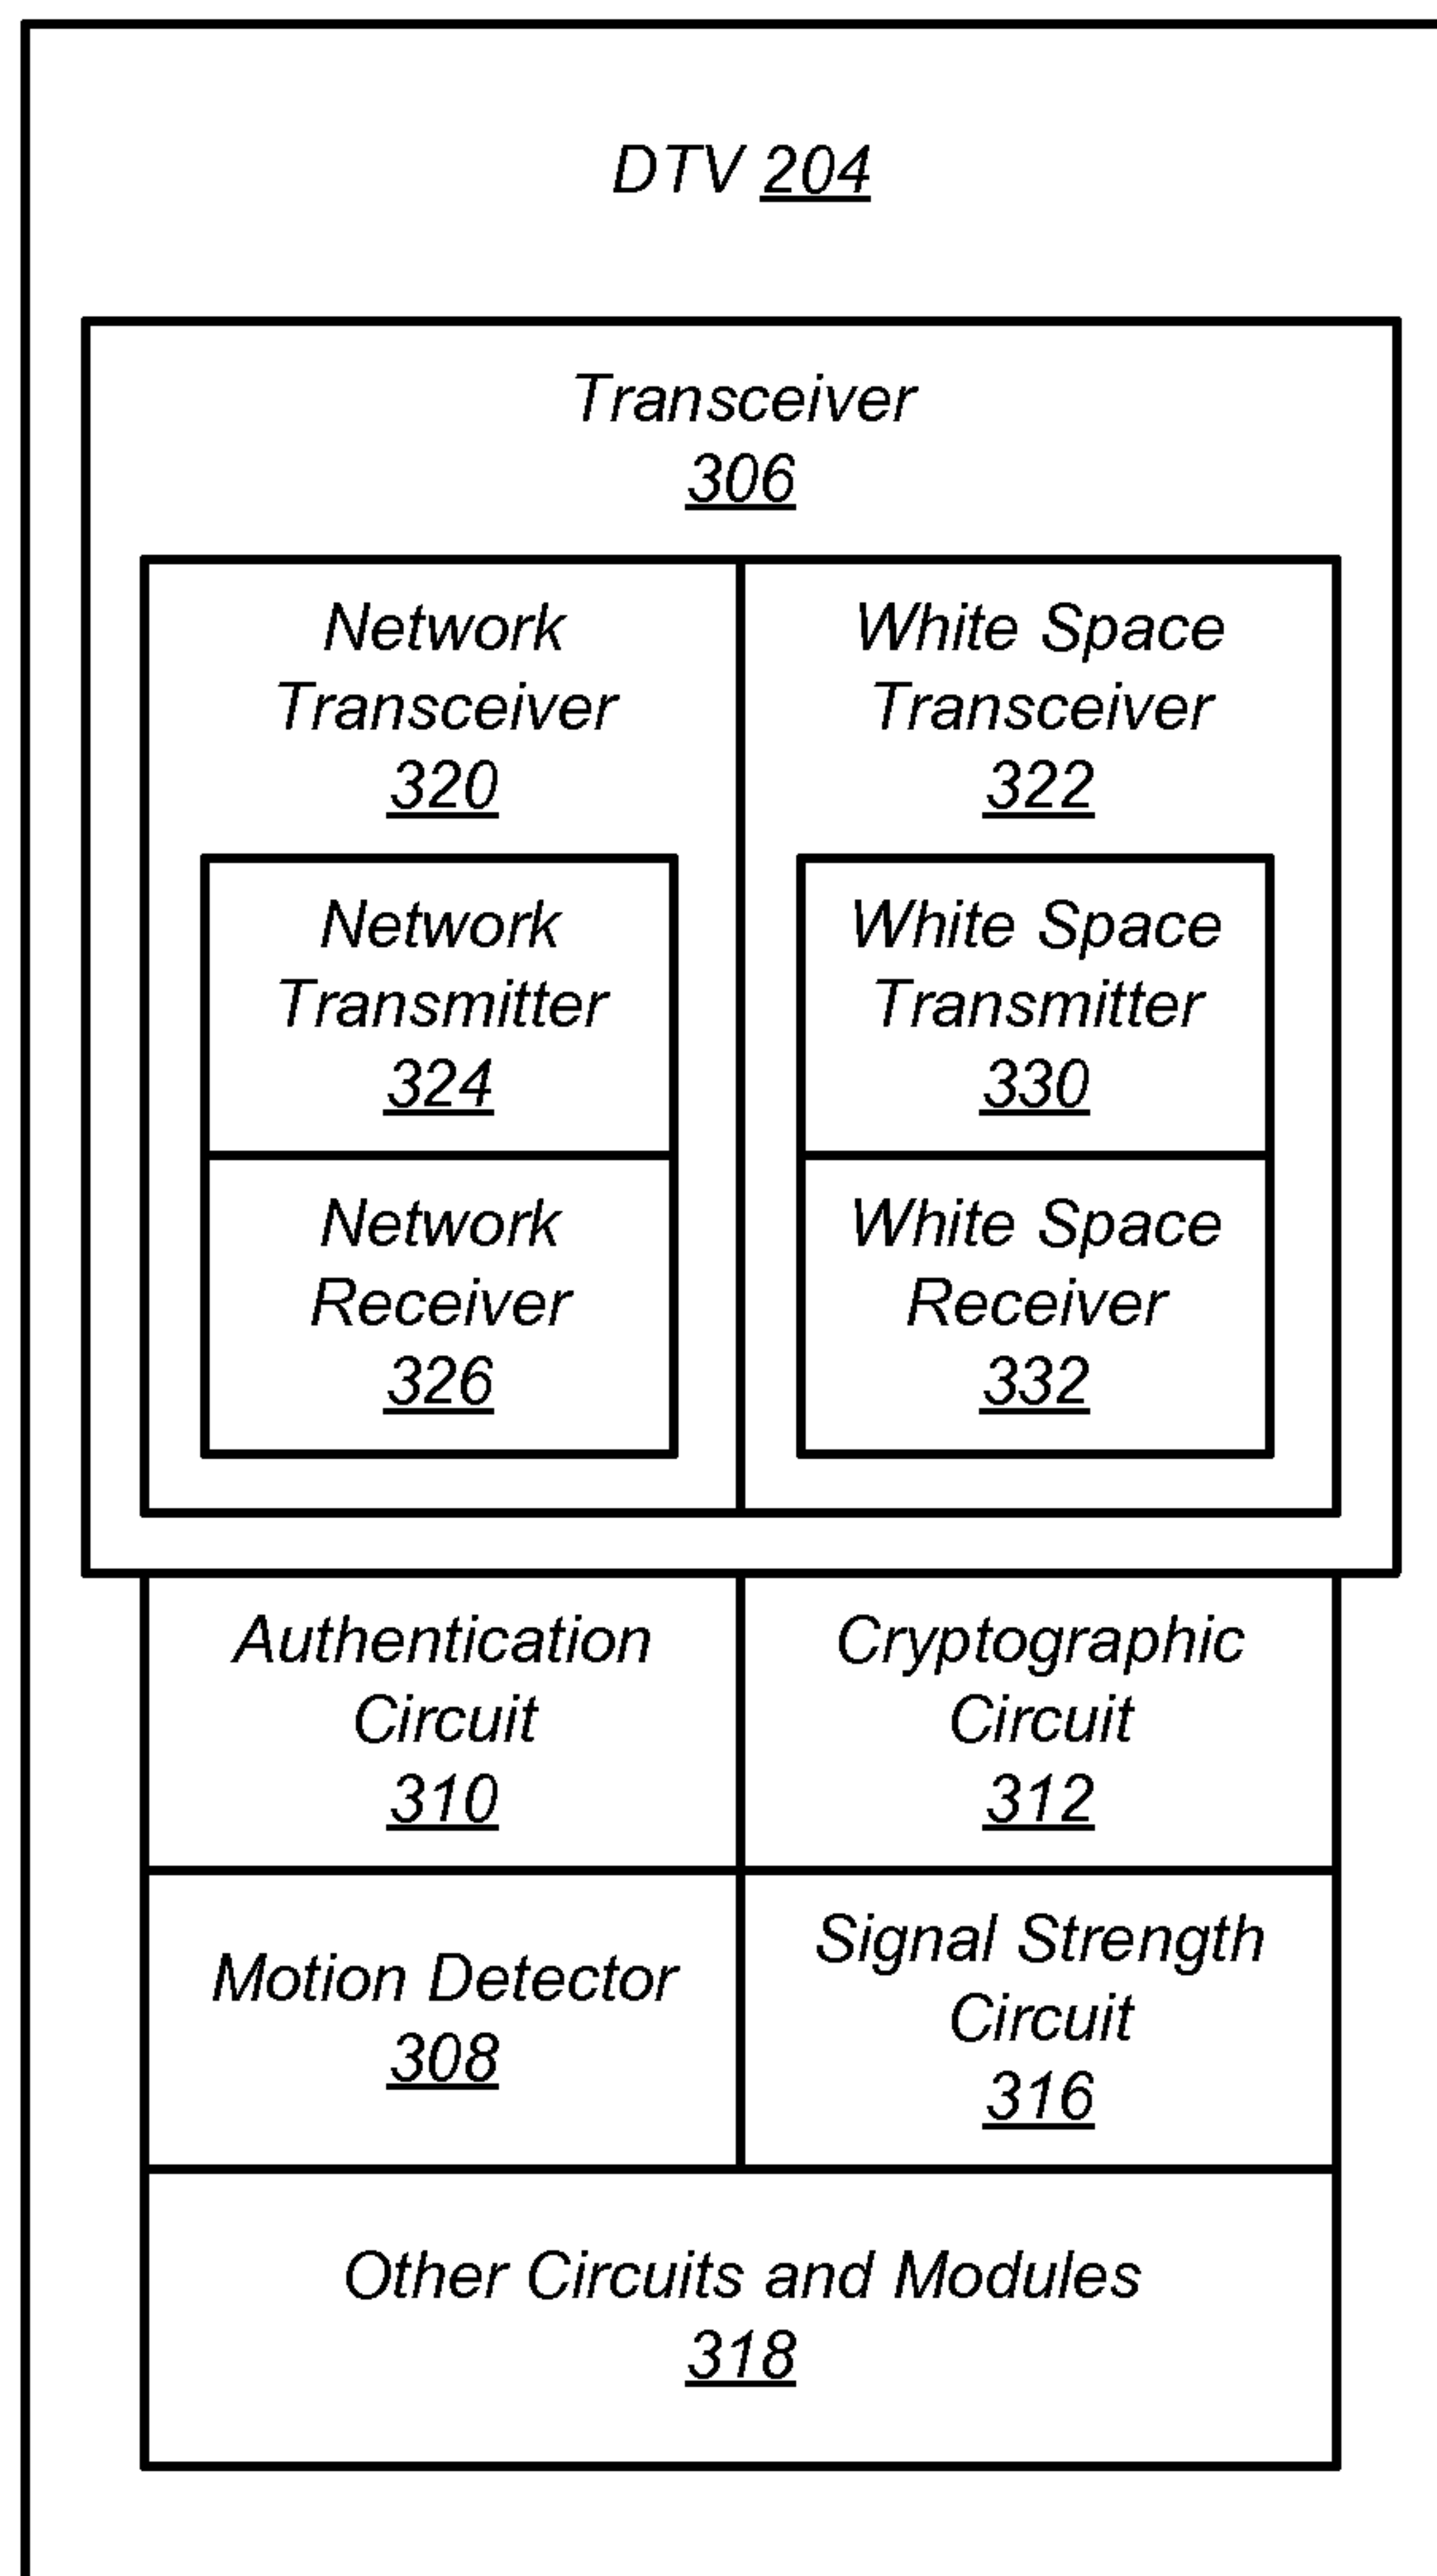 DTV 204
Transceiver
306
Network
Transceiver
320
White Space
Transceiver
322
Network
Transmitter
324
White Space
Transmitter
330
Network
Receiver
326
White Space
Receiver
332
Authentication
Circuit
310
Cryptographic
Circuit
312
Motion Detector
308
Signal Strength
Circuit
316
Other Circuits and Modules
318